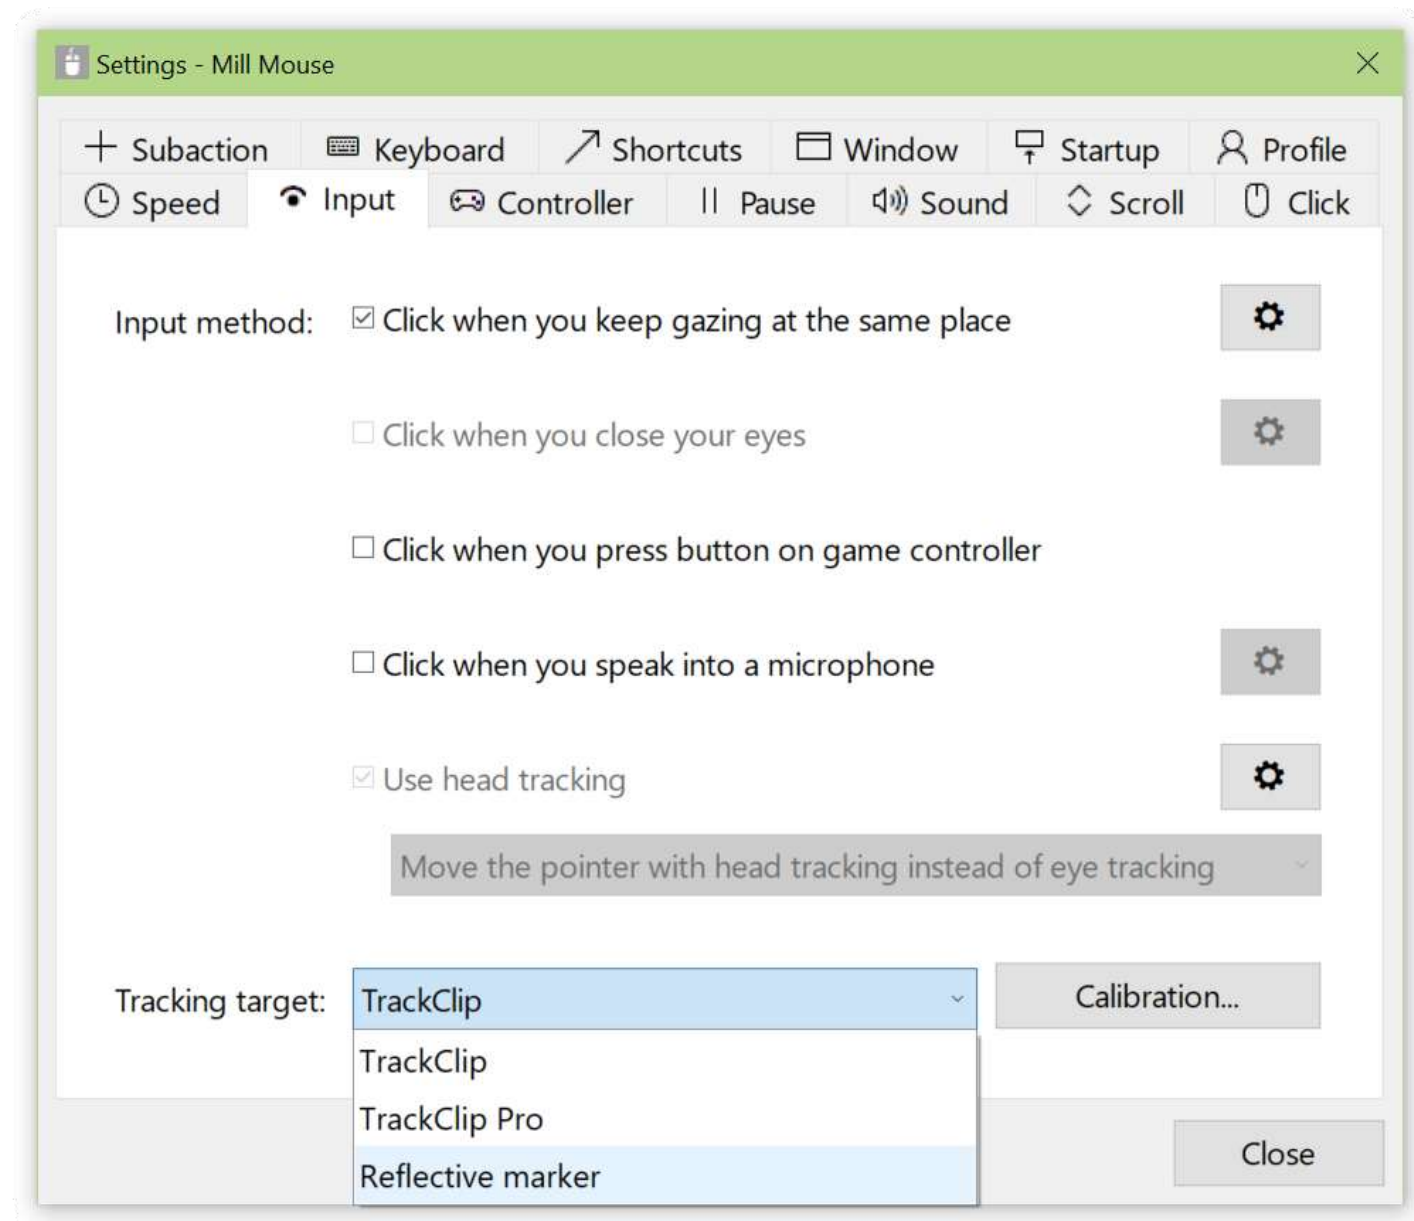 Settings - Mill Mouse
Subaction Keyboard Shortcuts Window Startup Profile
Speed Input Controller Pause Sound Scroll Click
Input method: Click when you keep gazing at the same place
Click when you close your eyes
Click when you press button on game controller
Click when you speak into a microphone
Use head tracking
Move the pointer with head tracking instead of eye tracking
Tracking target: TrackClip Calibration...
TrackClip
TrackClip Pro
Reflective marker
Close